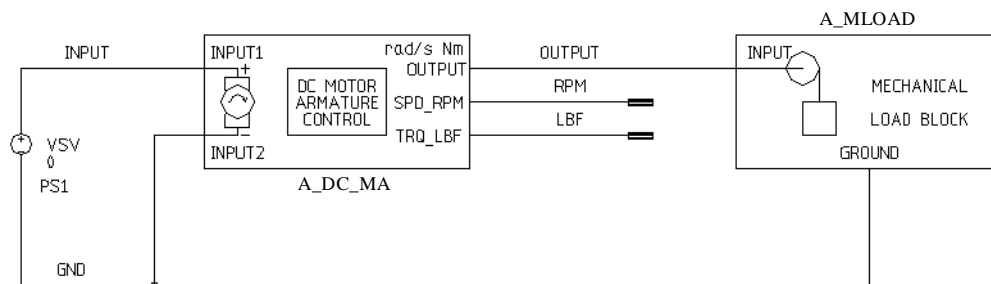 A_MLOAD
INPUT
INPUT1
rad/s Nm
OUTPUT
OUTPUT
INPUT
DC MOTOR
ARMATURE
CONTROL
RPM
SPD_RPM
MECHANICAL
LBF
TRQ_LBF
LOAD BLOCK
VSV
0
PS1
INPUT2
GROUND
A_DC_MA
GND